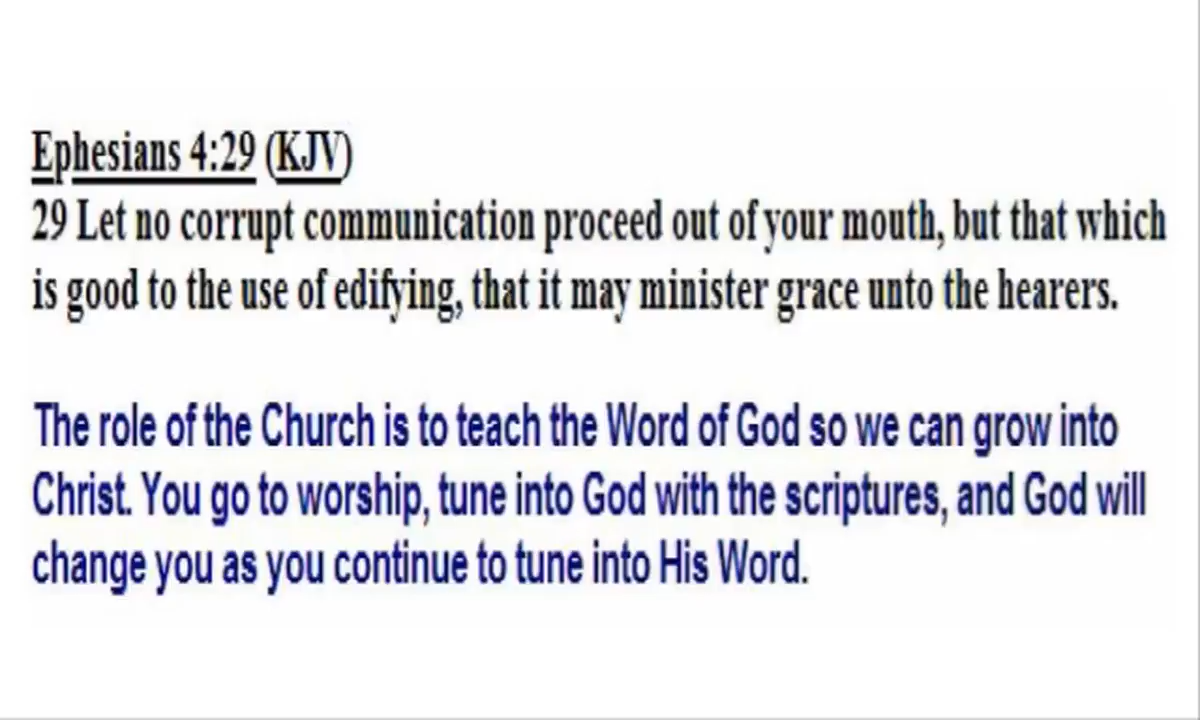 Ephesians 4:29 (KJV)
29 Let no corrupt communication proceed out of your mouth, but that which
is good to the use of edifying, that it may minister grace unto the hearers.
The role of the Church is to teach the Word of God so we can grow into
Christ. You go to worship, tune into God with the scriptures, and God will
change you as you continue to tune into His Word.